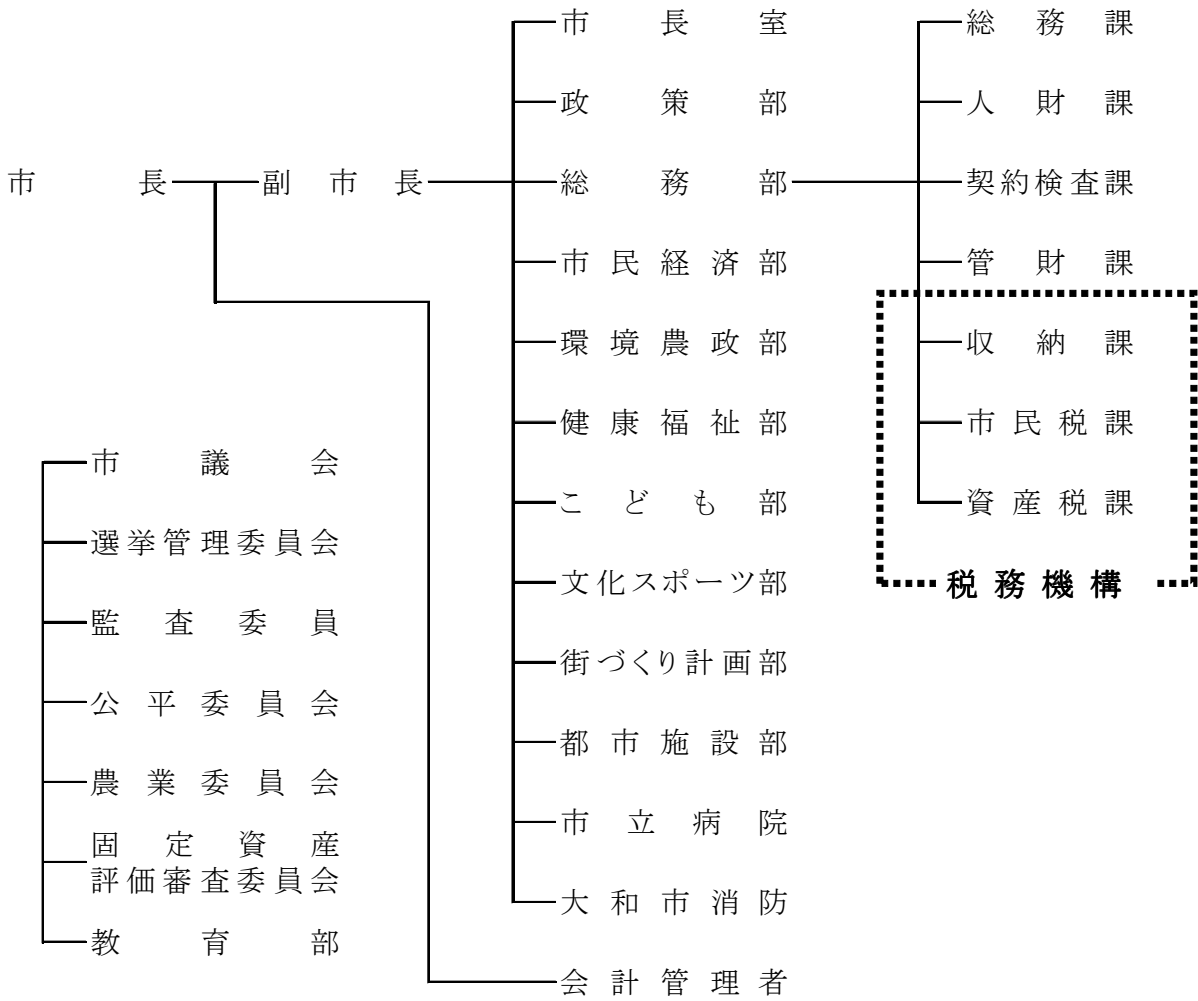 市長
副市長
市長室
政策部
総務部
市民経済部
環境農政部
健康福祉部
こども部
文化スポーツ部
街づくり計画部
都市施設部
市立病院
大和市消防
会計管理者
総務課
人財課
契約検査課
管財課
収納課
市民税課
資産税課
税務機構
市議会
選挙管理委員会
監査委員
公平委員会
農業委員会
固定資産
評価審査委員会
教育部